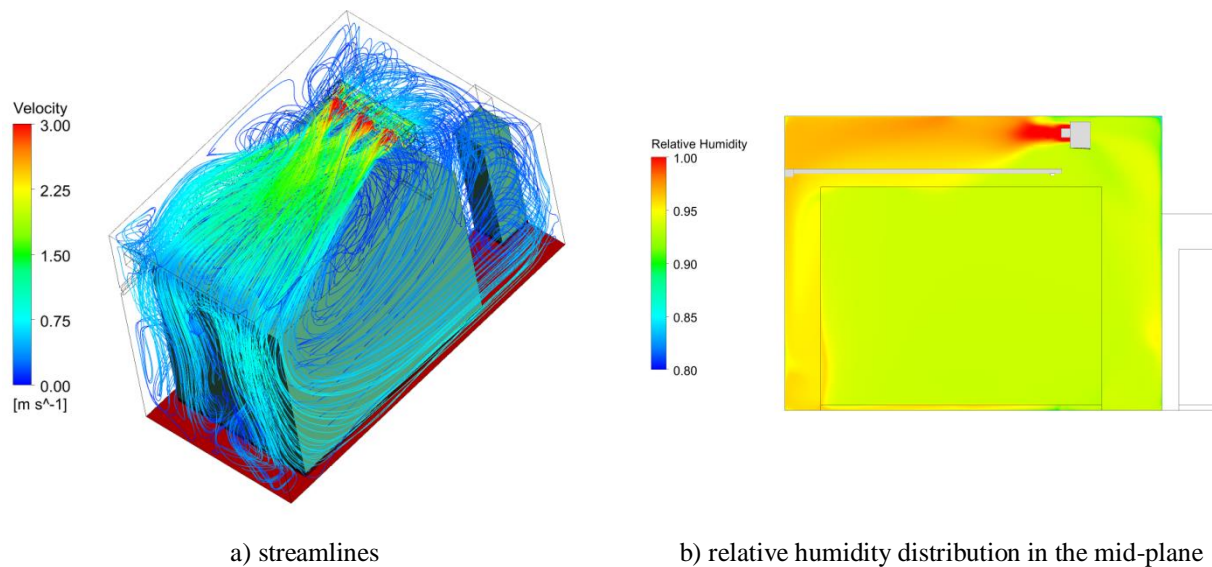 Velocity
3.00
2.25
1.50
0.75
0.00
[m s^-1]
Relative Humidity
1.00
0.95
0.90
0.85
0.80
a) streamlines
b) relative humidity distribution in the mid-plane